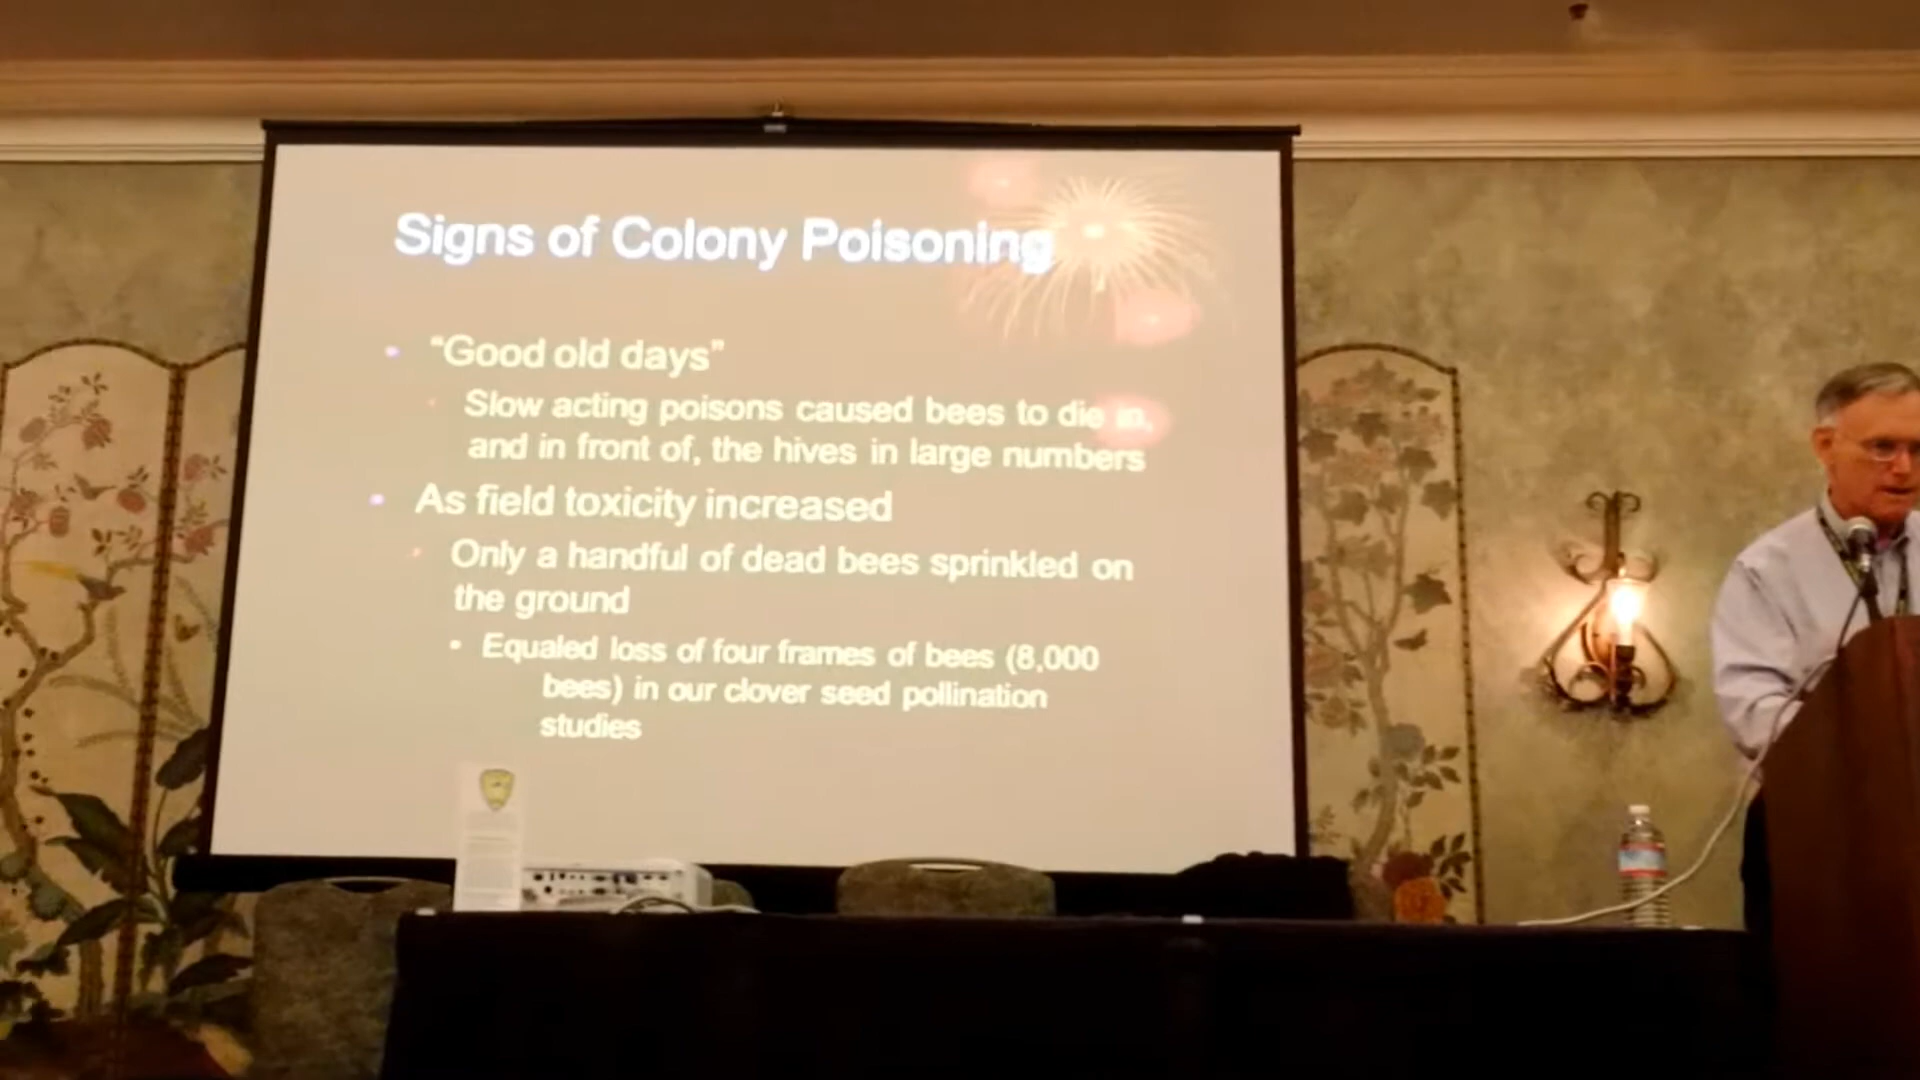 Signs of Colony Poisoning
“Good old days”
Slow acting poisons caused bees to die in,
and in front of, the hives in large numbers
As field toxicity increased
Only a handful of dead bees sprinkled on
the ground
Equaled loss of four frames of bees (8,000
bees) in our clover seed pollination
studies